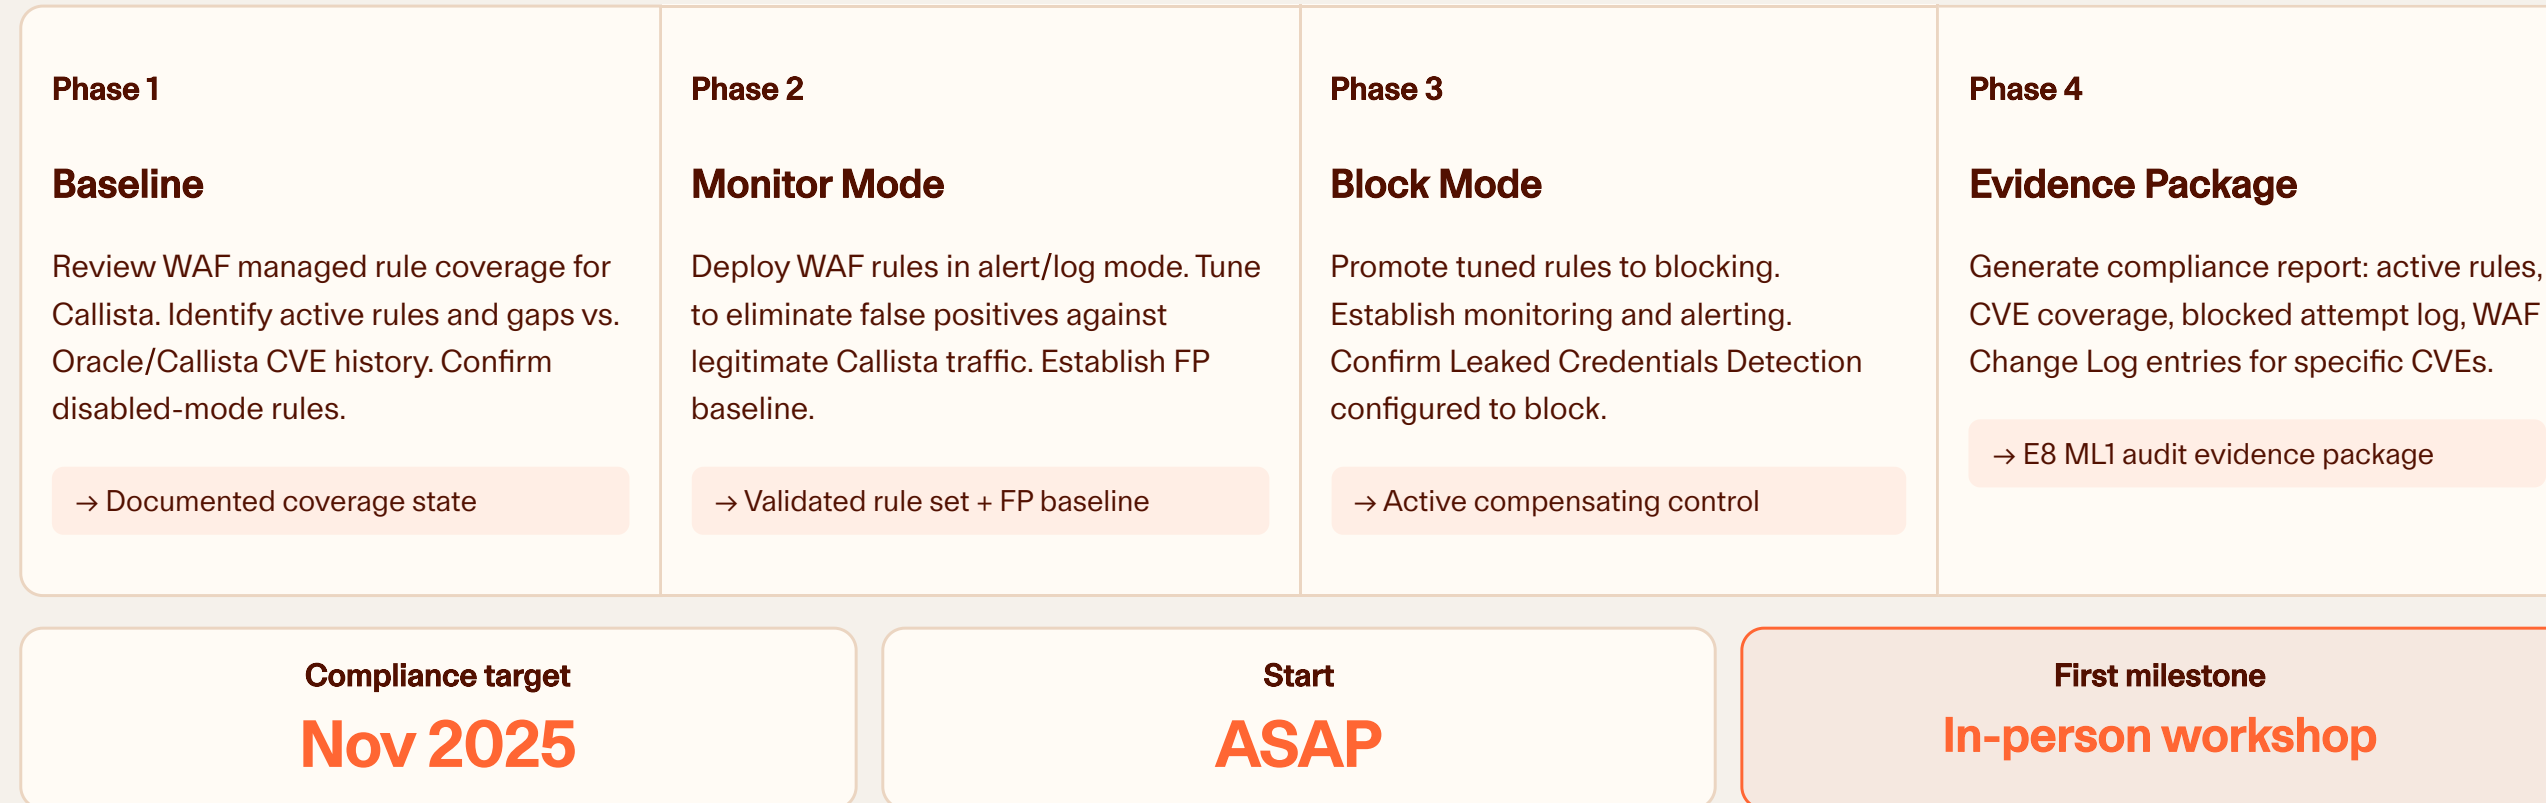 Phase 1
Baseline
Review WAF managed rule coverage for
Callista. Identify active rules and gaps vs.
Oracle/Callista CVE history. Confirm
disabled-mode rules.
→ Documented coverage state
Phase 2
Monitor Mode
Deploy WAF rules in alert/log mode. Tune
to eliminate false positives against
legitimate Callista traffic. Establish FP
baseline.
→ Validated rule set + FP baseline
Phase 3
Block Mode
Promote tuned rules to blocking.
Establish monitoring and alerting.
Confirm Leaked Credentials Detection
configured to block.
→ Active compensating control
Phase 4
Evidence Package
Generate compliance report: active rules,
CVE coverage, blocked attempt log, WAF
Change Log entries for specific CVEs.
→ E8 ML1 audit evidence package
Compliance target
Nov 2025
Start
ASAP
First milestone
In-person workshop